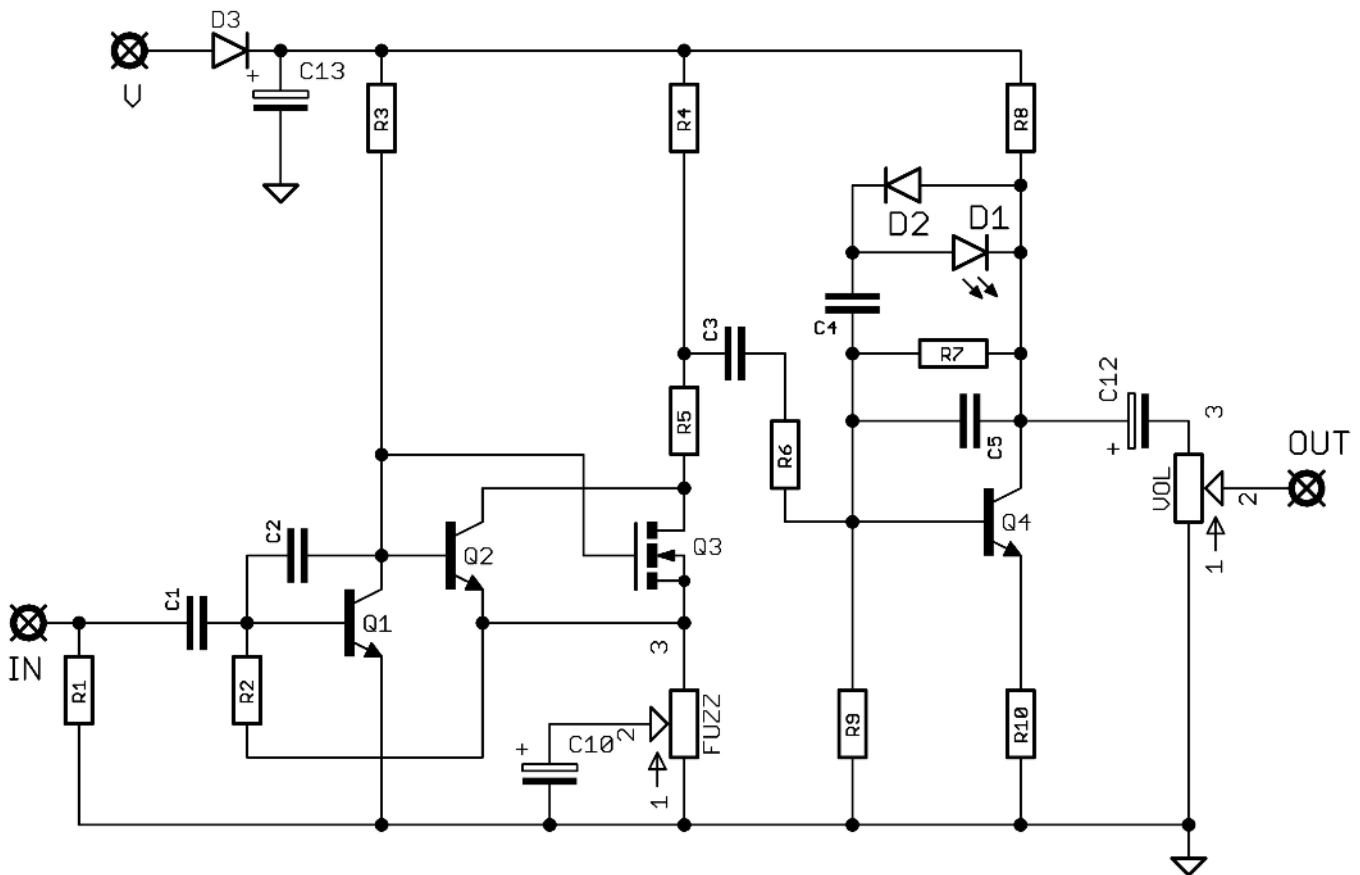 D3
V
+
C13
R3
R4
R8
D2
D1
C4
C3
R7
C12
3
+
R5
R6
C5
OUT
VOL
2
1
C2
Q2
Q3
Q4
C1
Q1
IN
R1
R2
3
+
C10
2
FUZZ
1
R9
R10